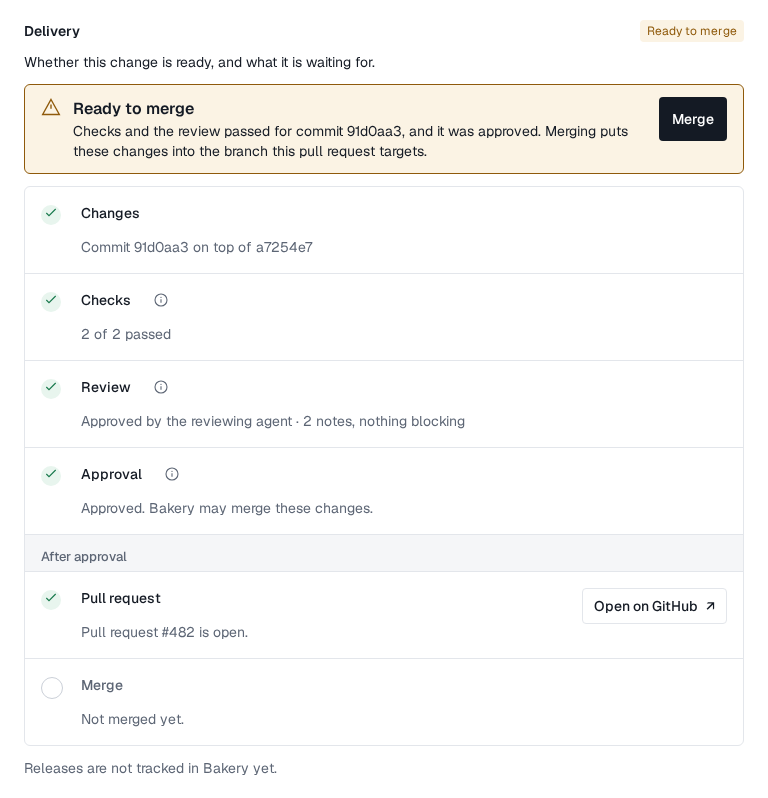 Delivery
Ready to merge
Whether this change is ready, and what it is waiting for.
Ready to merge
Checks and the review passed for commit 91d0aa3, and it was approved. Merging puts
these changes into the branch this pull request targets.
Merge
Changes
Commit 91d0aa3 on top of a7254e7
Checks
2 of 2 passed
Review
Approved by the reviewing agent · 2 notes, nothing blocking
Approval
Approved. Bakery may merge these changes.
After approval
Pull request
Pull request #482 is open.
Open on GitHub
Merge
Not merged yet.
Releases are not tracked in Bakery yet.